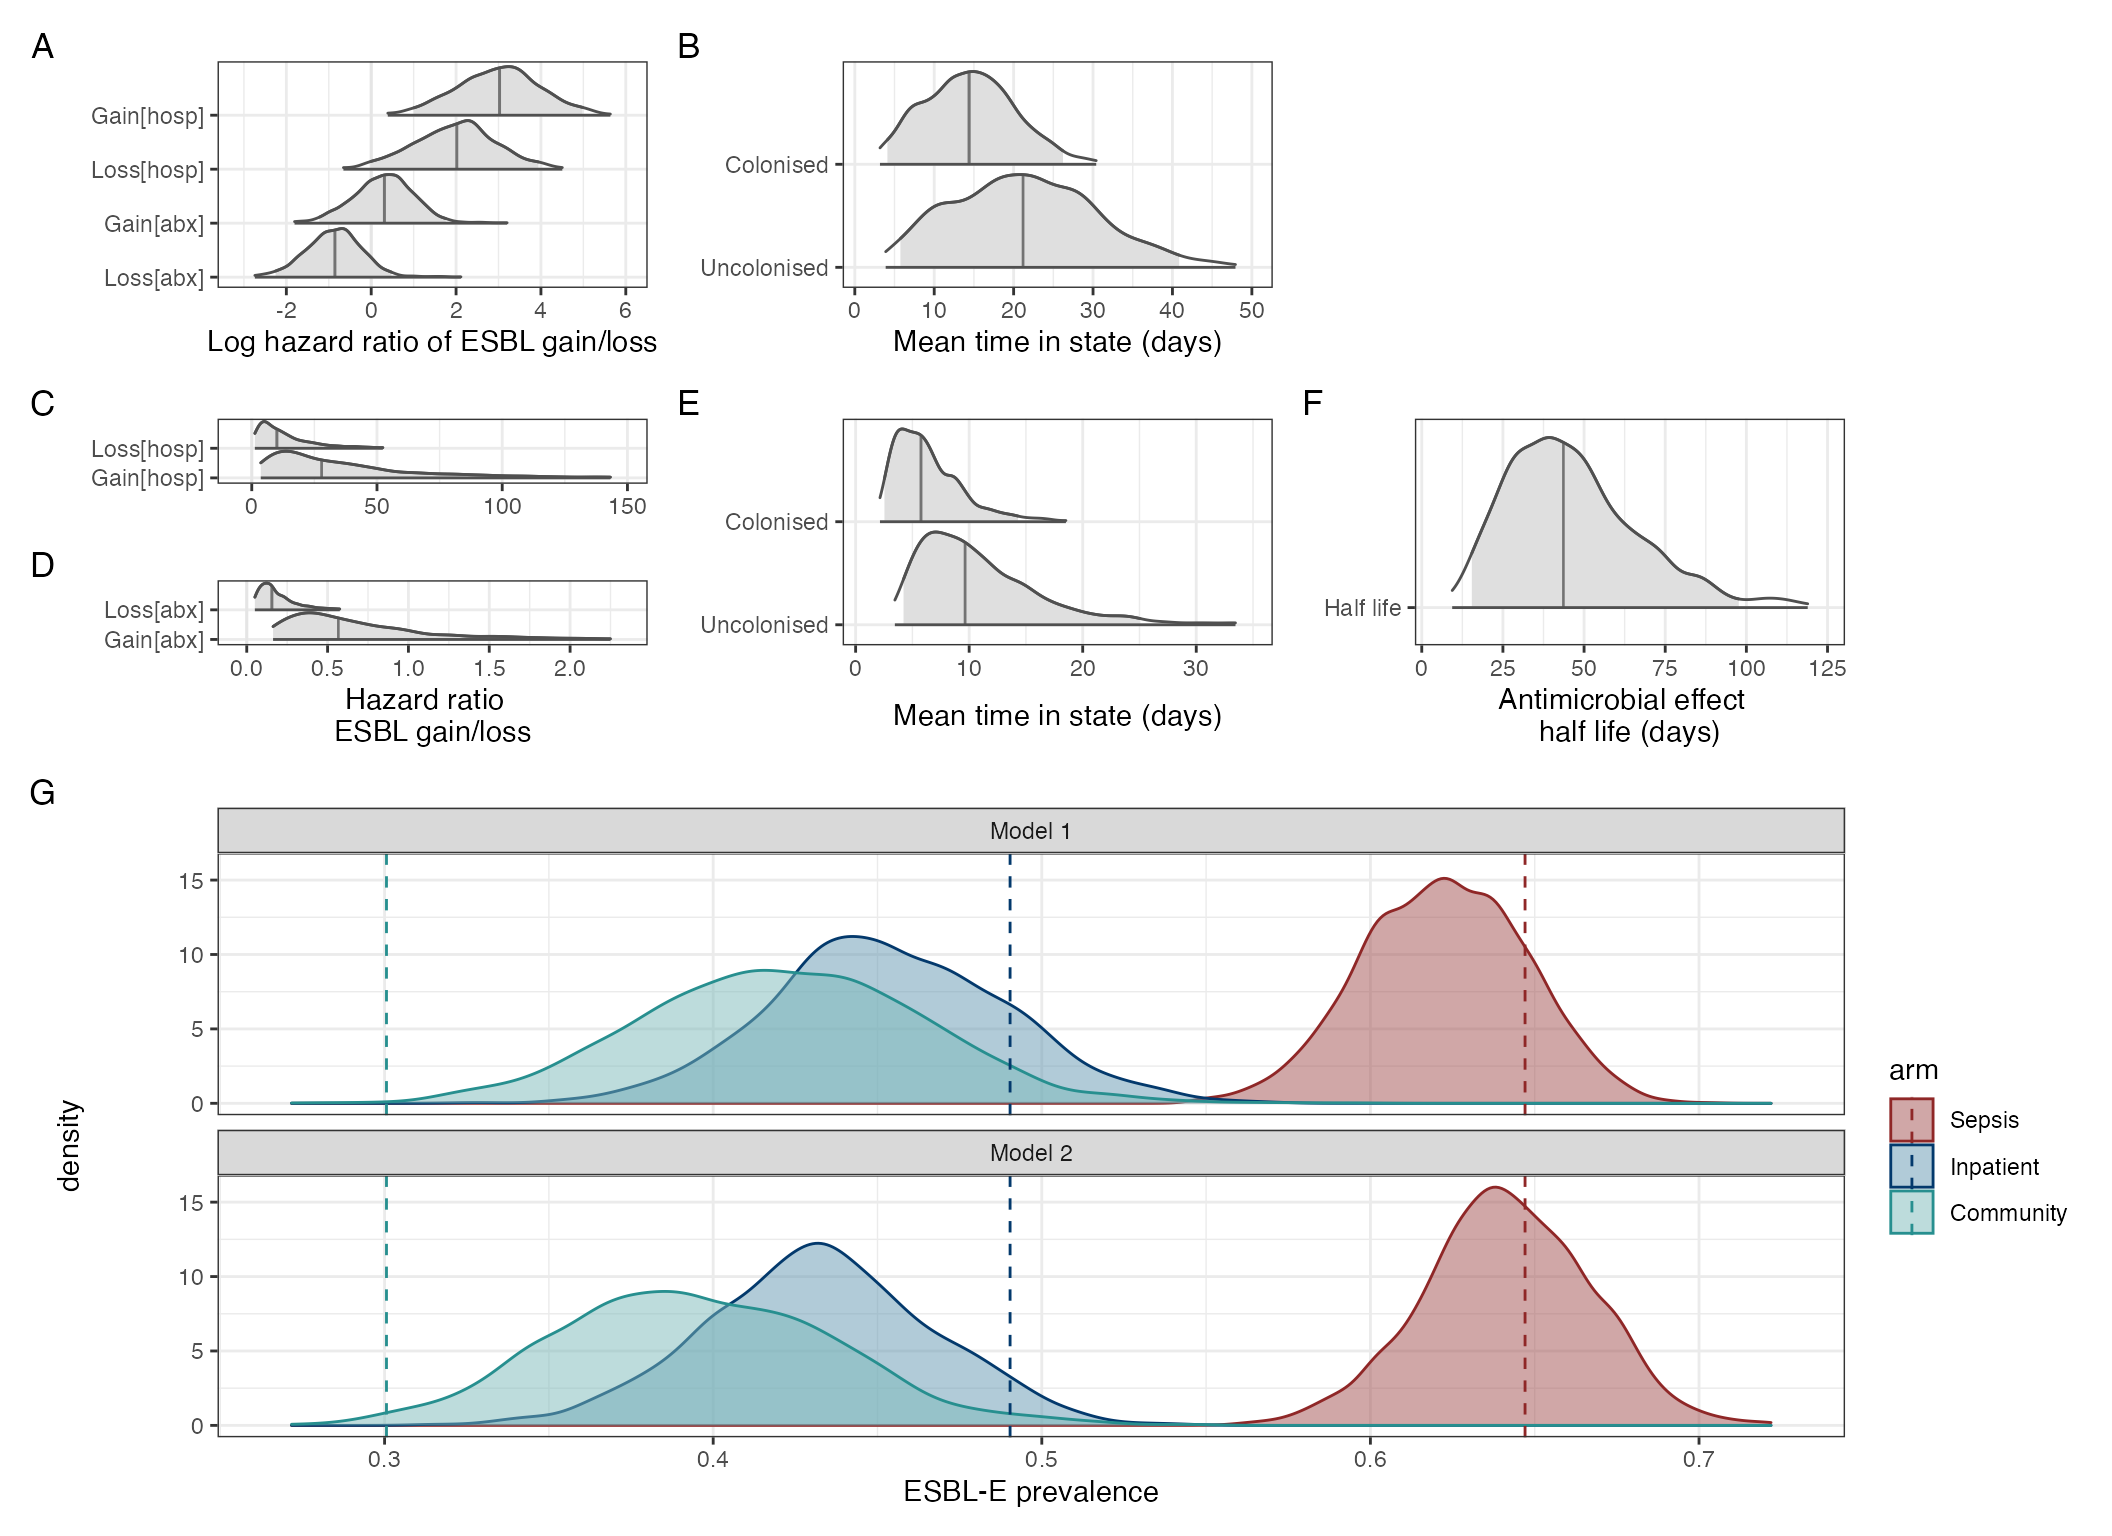 A
Gain[hosp]
Loss[hosp]
Gain[abx]
Loss[abx]
-2 0 2 4 6
Log hazard ratio of ESBL gain/loss
B
Colonised
Uncolonised
0 10 20 30 40 50
Mean time in state (days)
C
Loss[hosp]
Gain[hosp]
0 50 100 150
D
Loss[abx]
Gain[abx]
0.0 0.5 1.0 1.5 2.0
Hazard ratio
ESBL gain/loss
E
Colonised
Uncolonised
0 10 20 30
Mean time in state (days)
F
Half life
0 25 50 75 100 125
Antimicrobial effect
half life (days)
G
Model 1
15
10
5
0
Model 2
15
10
5
0
density
0.3 0.4 0.5 0.6 0.7
ESBL-E prevalence
arm
Sepsis
Inpatient
Community